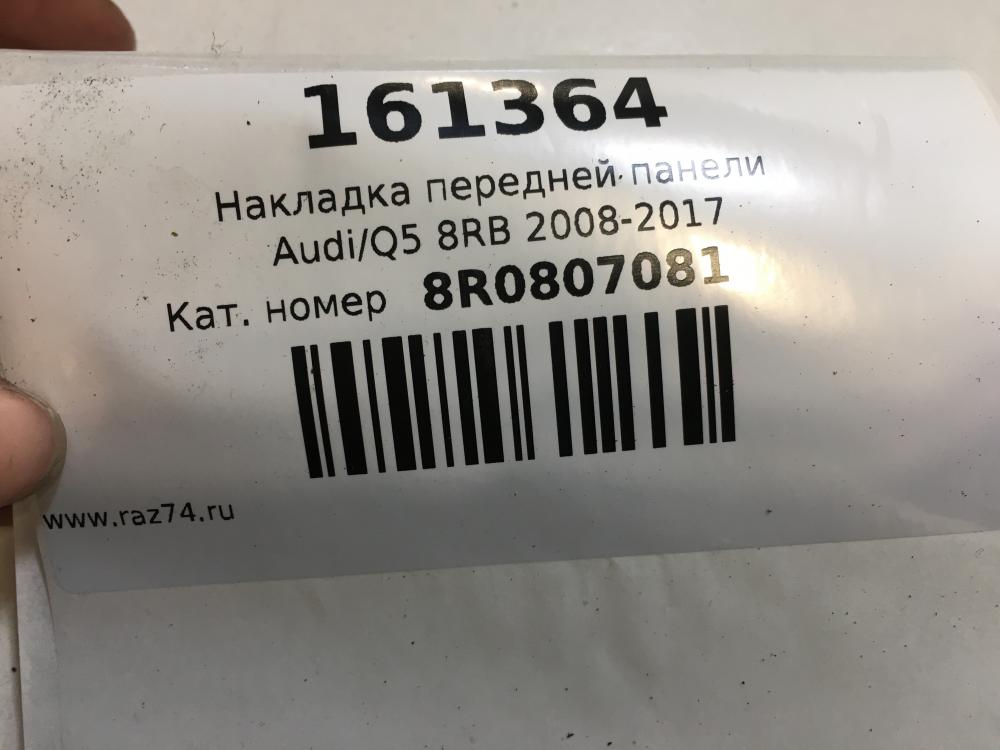 161364
Накладка передней панели
Audi/Q5 8RB 2008-2017
Кат. номер 8R0807081
www.raz74.ru